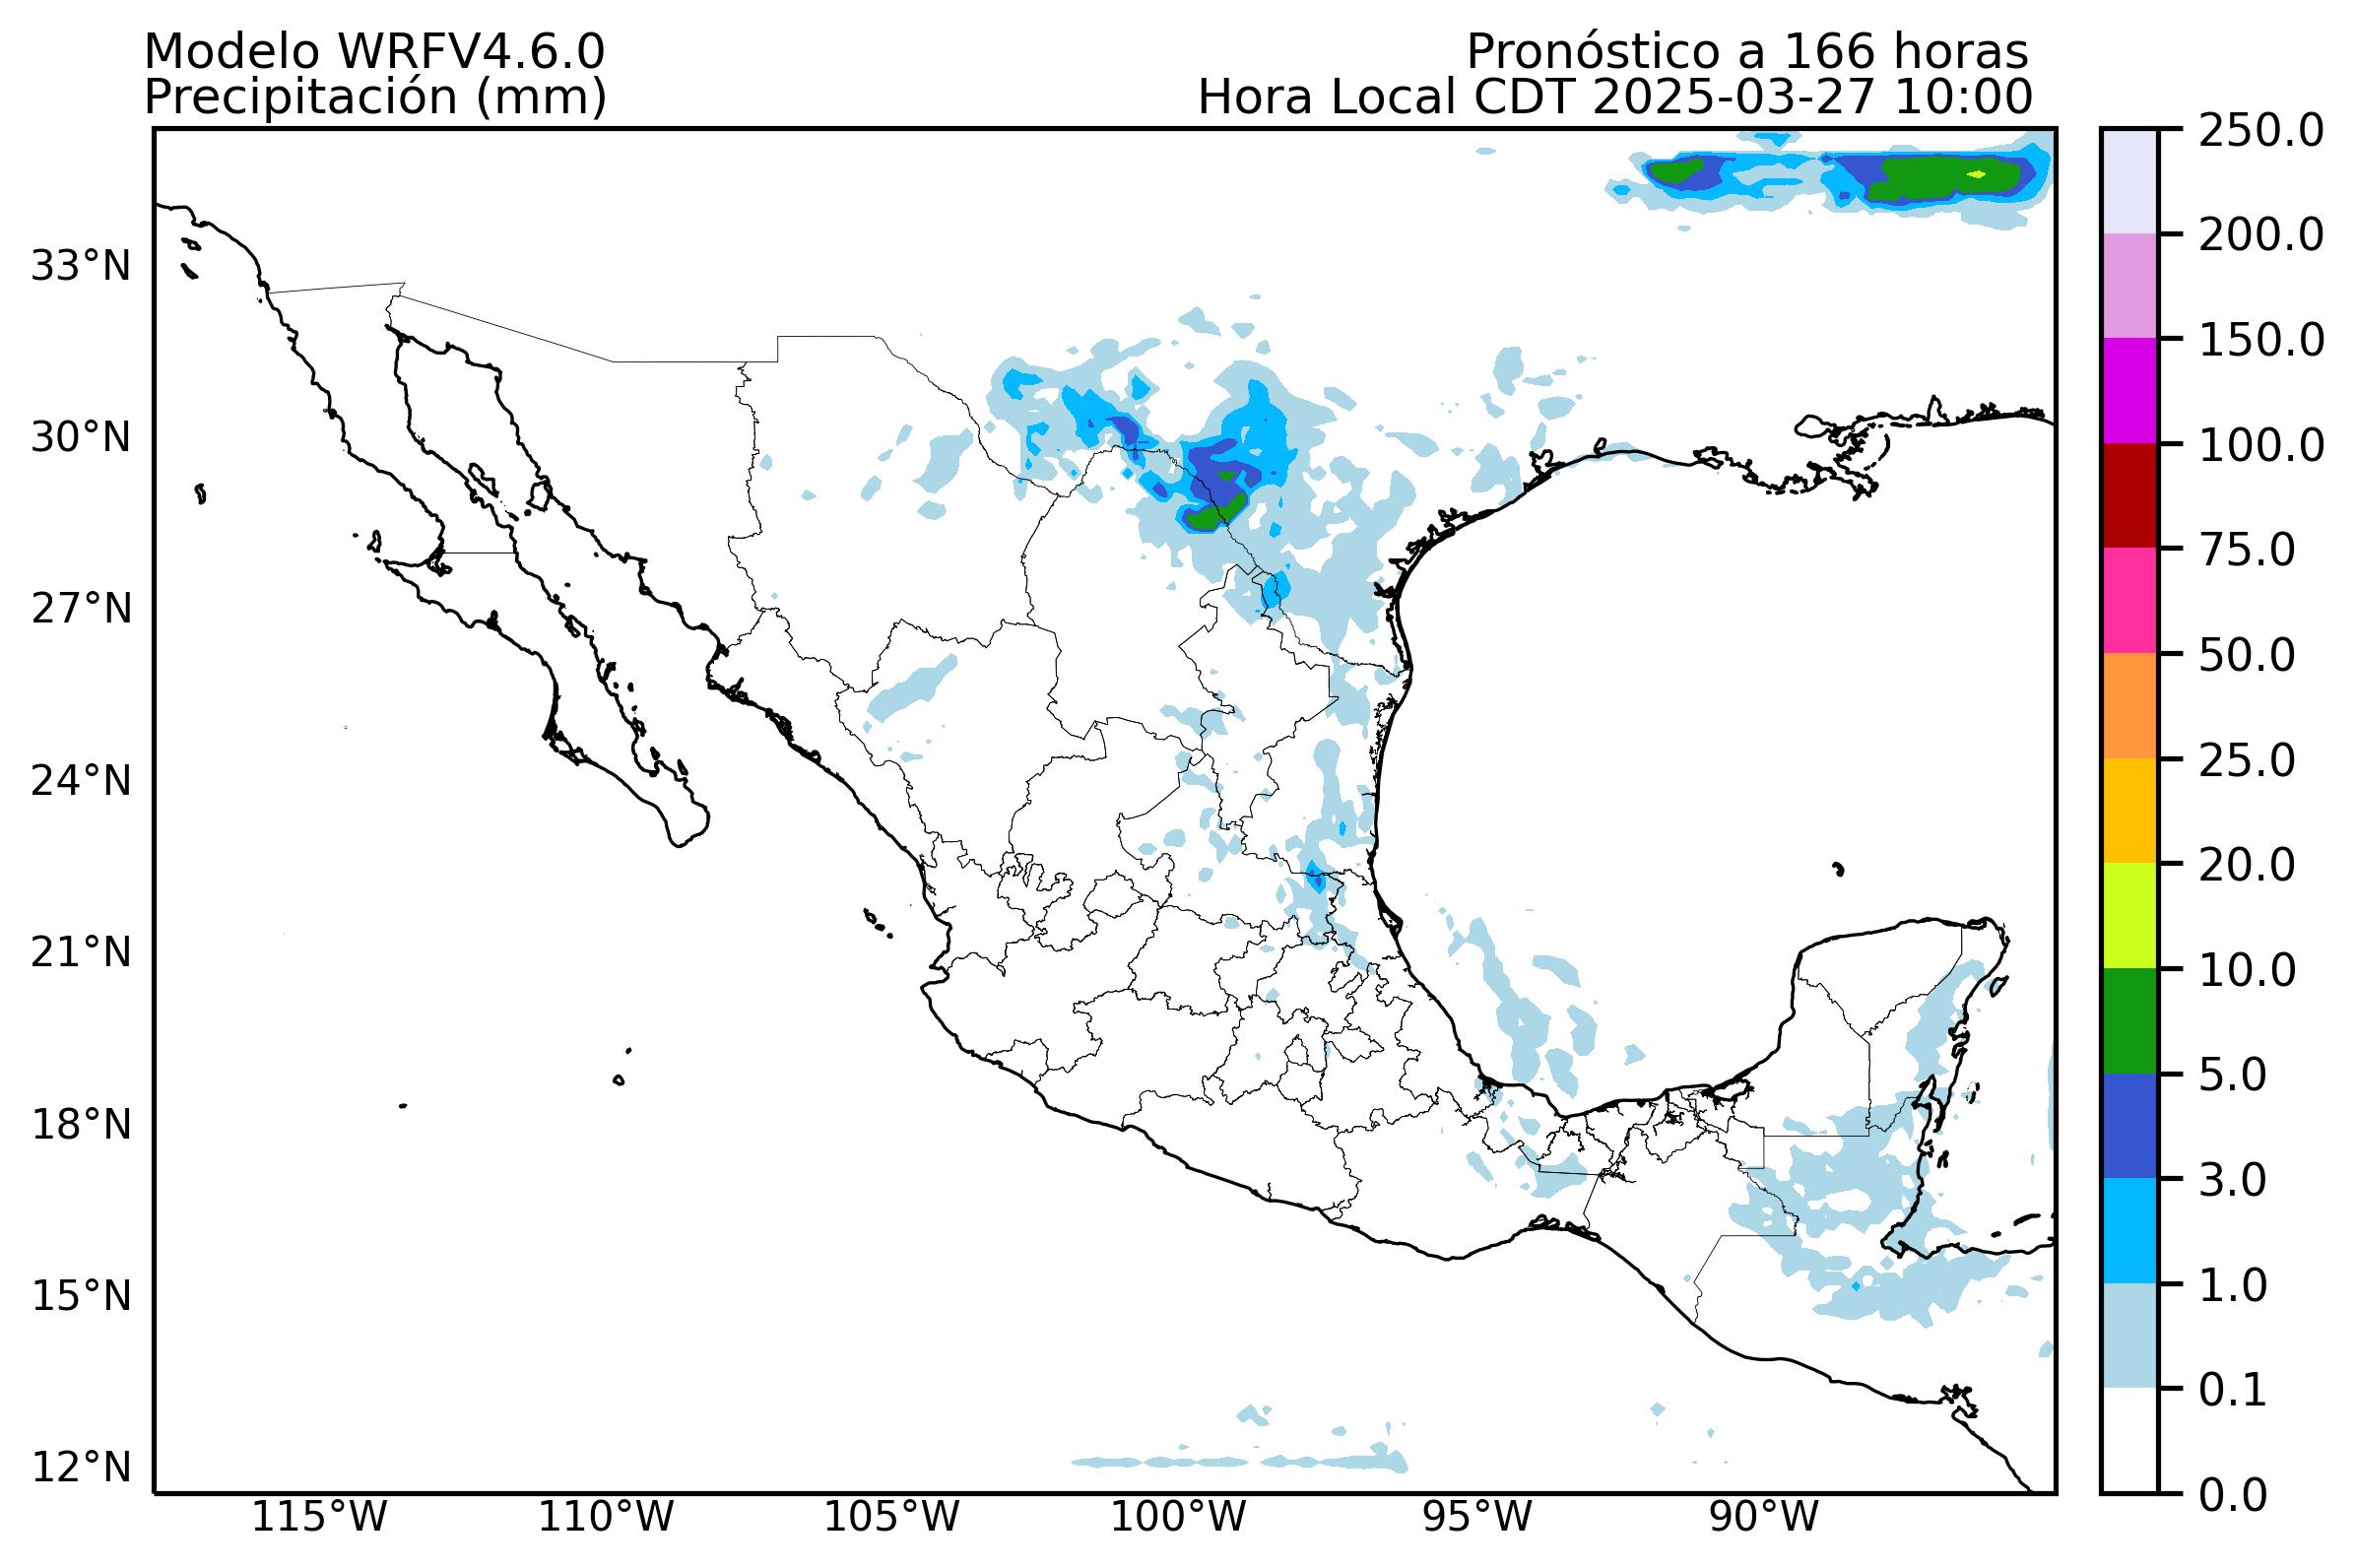 Modelo WRFV4.6.0
Precipitación (mm)
Pronóstico a 166 horas
Hora Local CDT 2025-03-27 10:00
33°N
30°N
27°N
24°N
21°N
18°N
15°N
12°N
115°W
110°W
105°W
100°W
95°W
90°W
250.0
200.0
150.0
100.0
75.0
50.0
25.0
20.0
10.0
5.0
3.0
1.0
0.1
0.0